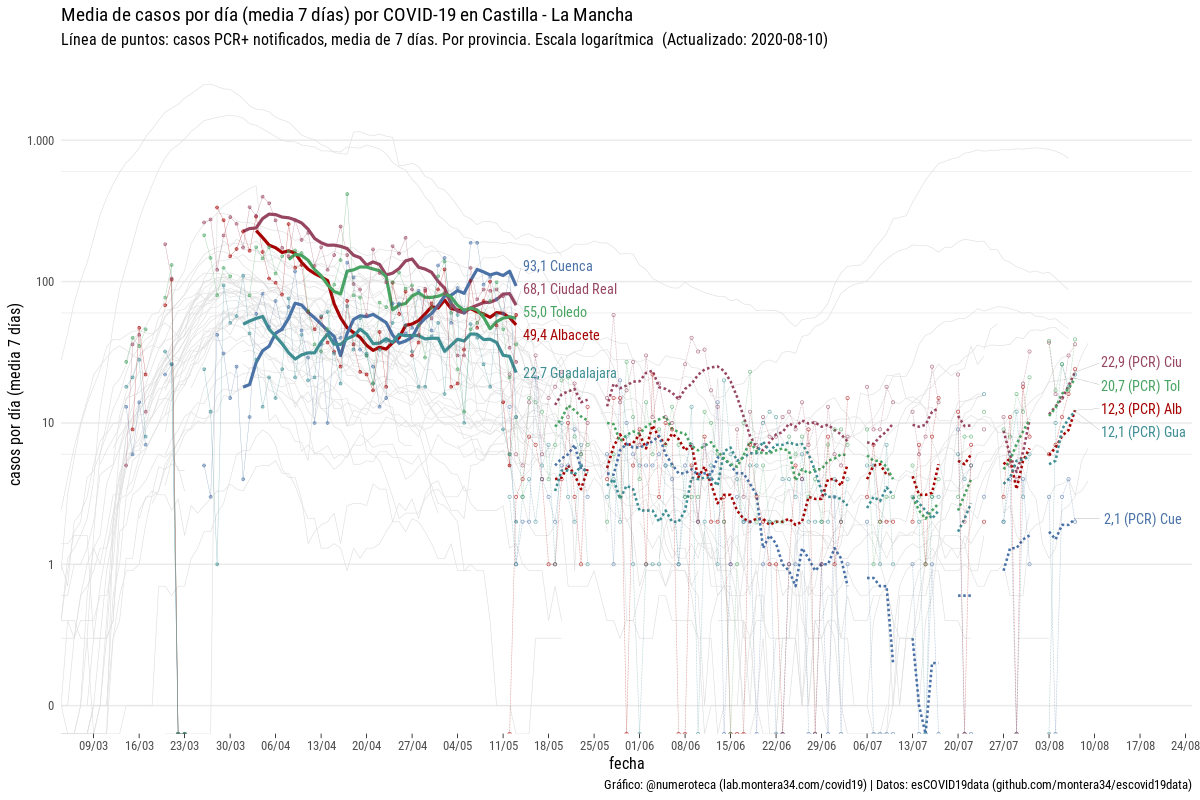 Media de casos por día (media 7 días) por COVID-19 en Castilla - La Mancha
Línea de puntos: casos PCR+ notificados, media de 7 días. Por provincia. Escala logarítmica  (Actualizado: 2020-08-10)
casos por día (media 7 días)
1.000
100
10
1
0
93,1 Cuenca
68,1 Ciudad Real
55,0 Toledo
49,4 Albacete
22,7 Guadalajara
22,9 (PCR) Ciu
20,7 (PCR) Tol
12,3 (PCR) Alb
12,1 (PCR) Gua
2,1 (PCR) Cue
09/03 16/03 23/03 30/03 06/04 13/04 20/04 27/04 04/05 11/05 18/05 25/05 01/06 08/06 15/06 22/06 29/06 06/07 13/07 20/07 27/07 03/08 10/08 17/08 24/08
fecha
Gráfico: @numeroteca (lab.montera34.com/covid19) | Datos: esCOVID19data (github.com/montera34/escovid19data)